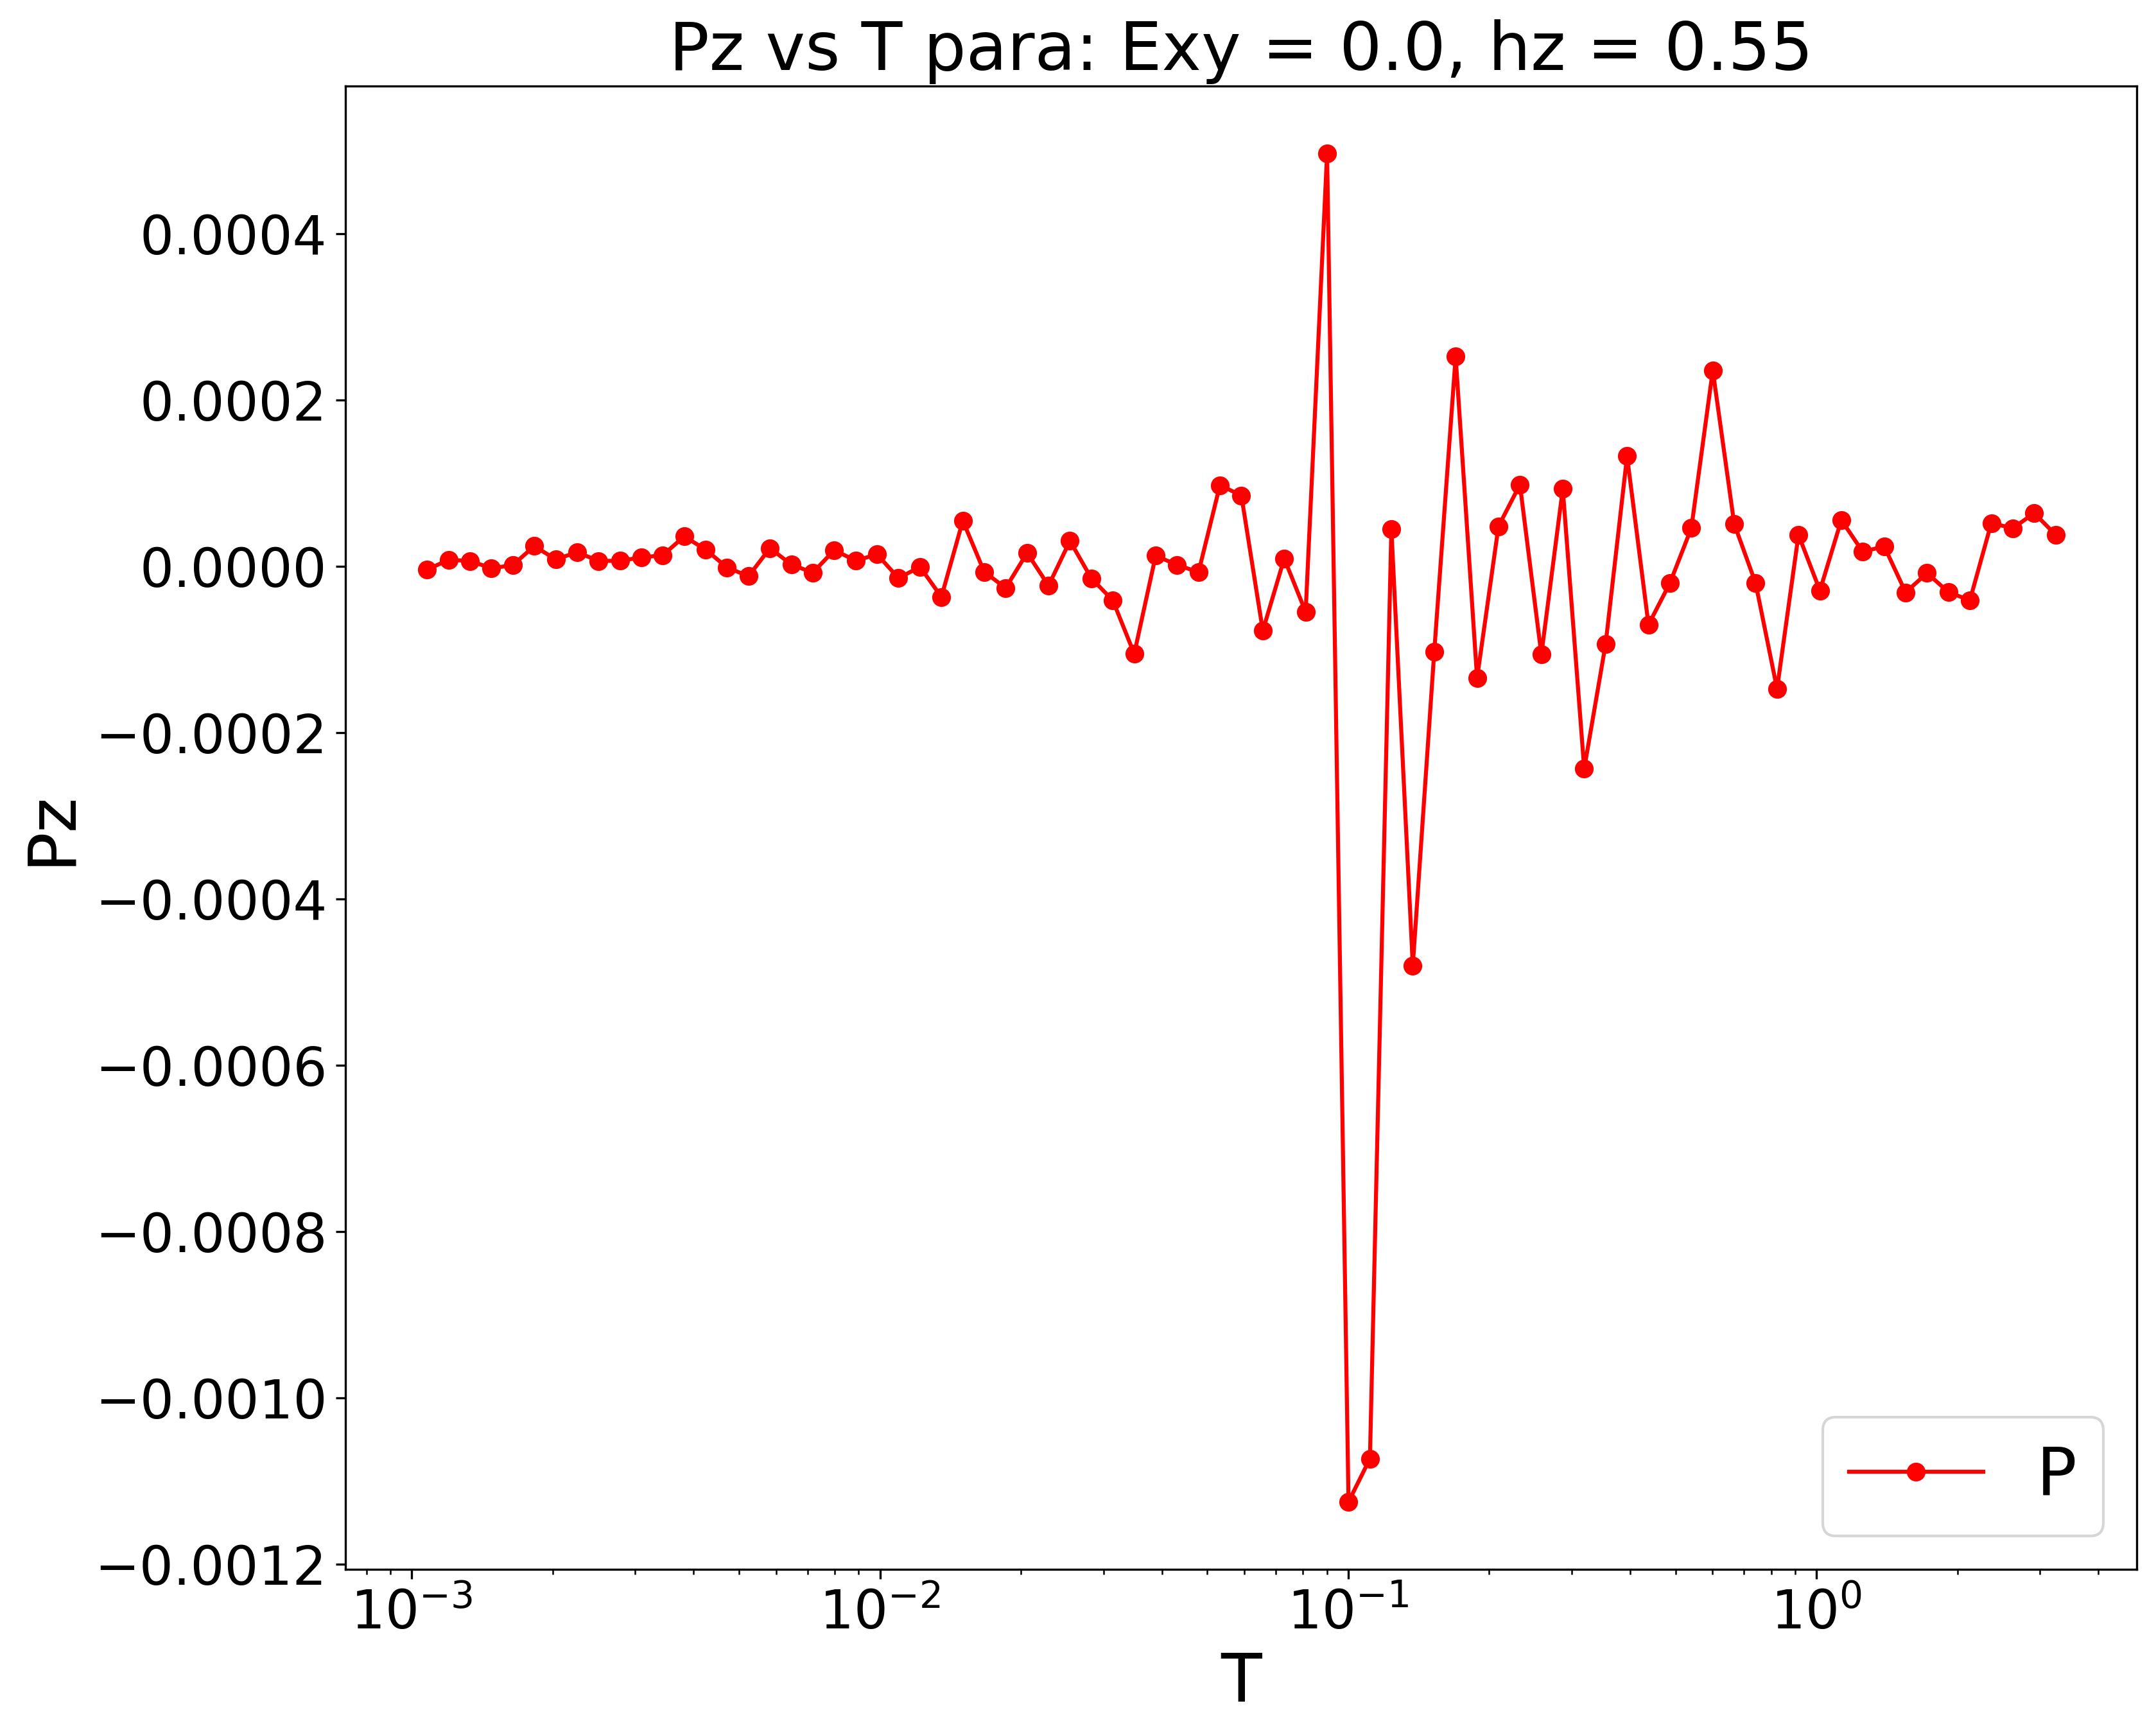 Pz vs T para: Exy = 0.0, hz = 0.55
0.0004
0.0002
0.0000
−0.0002
−0.0004
−0.0006
−0.0008
−0.0010
−0.0012
Pz
P
10⁻³ 10⁻² 10⁻¹ 10⁰
T